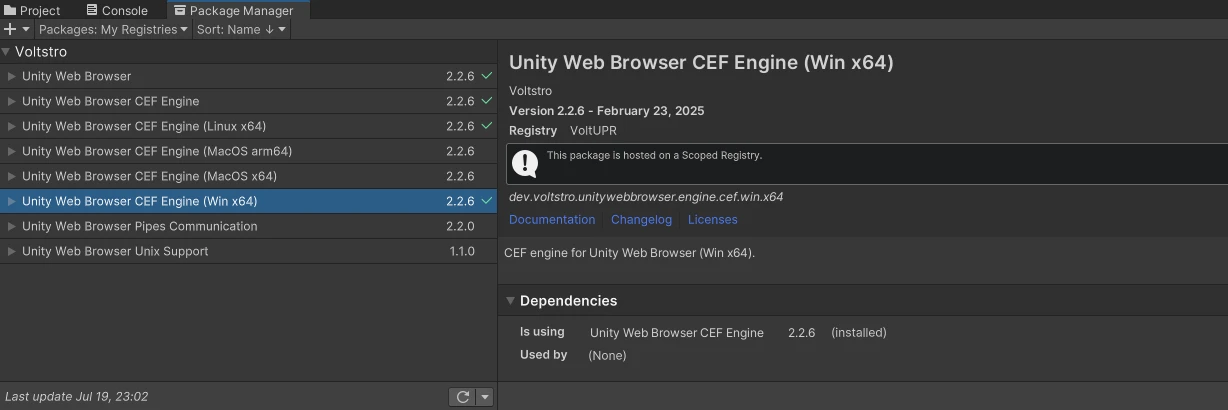 Project Console Package Manager
Packages: My Registries Sort: Name ↓
Voltstro
Unity Web Browser 2.2.6
Unity Web Browser CEF Engine 2.2.6
Unity Web Browser CEF Engine (Linux x64) 2.2.6
Unity Web Browser CEF Engine (MacOS arm64) 2.2.6
Unity Web Browser CEF Engine (MacOS x64) 2.2.6
Unity Web Browser CEF Engine (Win x64) 2.2.6
Unity Web Browser Pipes Communication 2.2.0
Unity Web Browser Unix Support 1.1.0
Last update Jul 19, 23:02
Unity Web Browser CEF Engine (Win x64)
Voltstro
Version 2.2.6 - February 23, 2025
Registry VoltUPR
This package is hosted on a Scoped Registry.
dev.voltstro.unitywebbrowser.engine.cef.win.x64
Documentation Changelog Licenses
CEF engine for Unity Web Browser (Win x64).
Dependencies
Is using Unity Web Browser CEF Engine 2.2.6 (installed)
Used by (None)